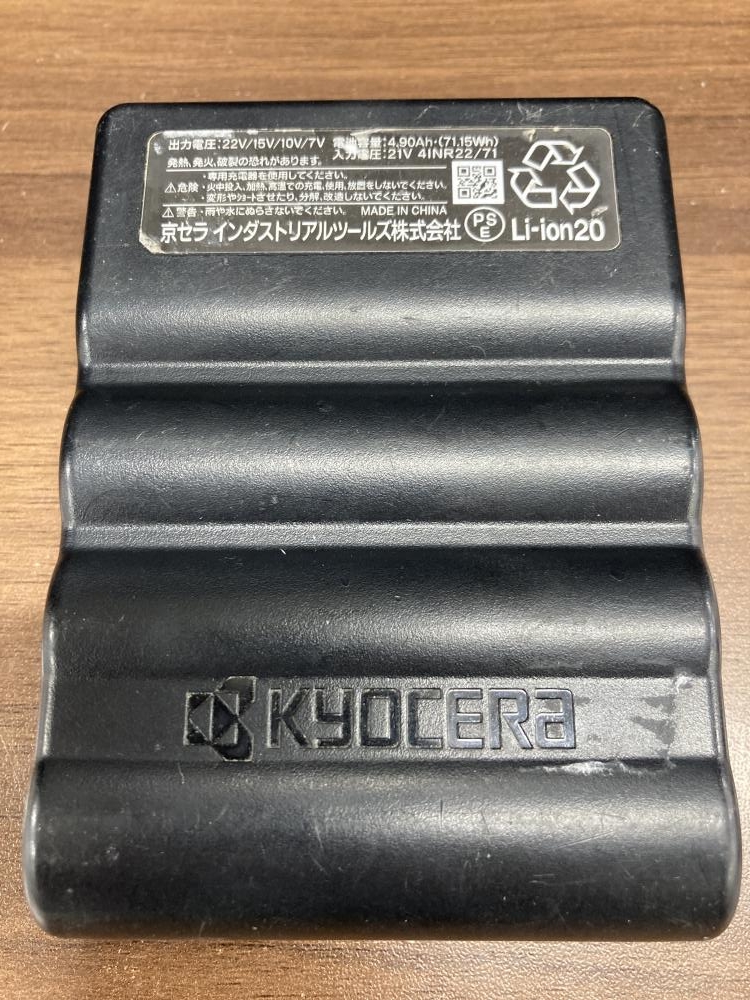 出力電圧:22V/15V/10V/7V 電池容量:4.90Ah・(71.15Wh)
発熱、発火、破裂の恐れがあります。 入力電圧:21V 4INR22/71
・専用充電器を使用してください。
⚠危険・火中投入、加熱、高温での充電、使用、放置をしないでください。
・変形やショートさせたり、分解、改造しないでください。
⚠警告・雨や水にぬらさないでください。 MADE IN CHINA
京セラ インダストリアルツールズ株式会社 PSE Li-ion20
KYOCERA